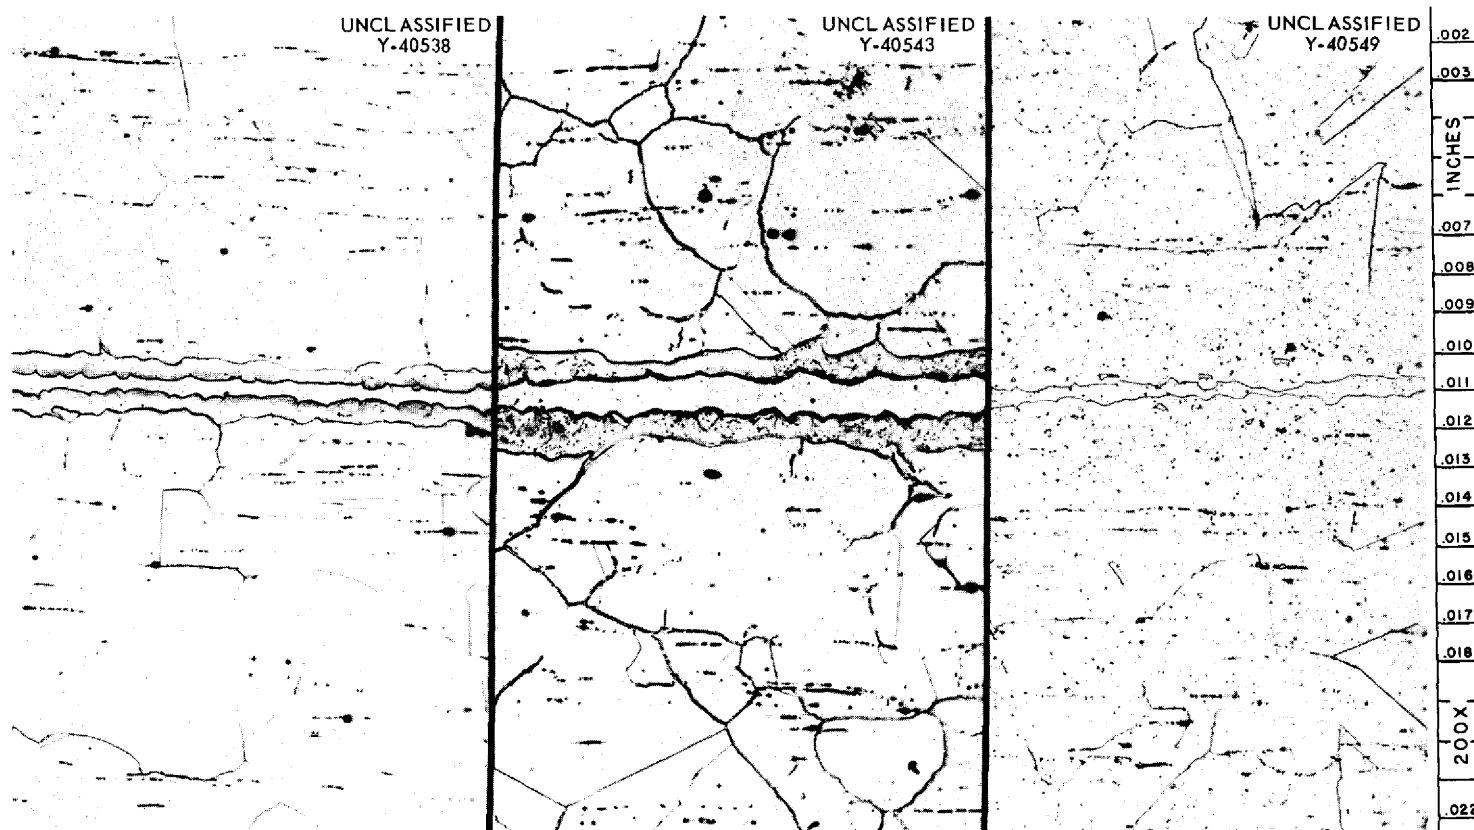 UNCLASSIFIED
Y-40538
UNCLASSIFIED
Y-40543
UNCLASSIFIED
Y-40549
.002
.003
INCHES
.007
.008
.009
.010
.011
.012
.013
.014
.015
.016
.017
.018
200X
.022